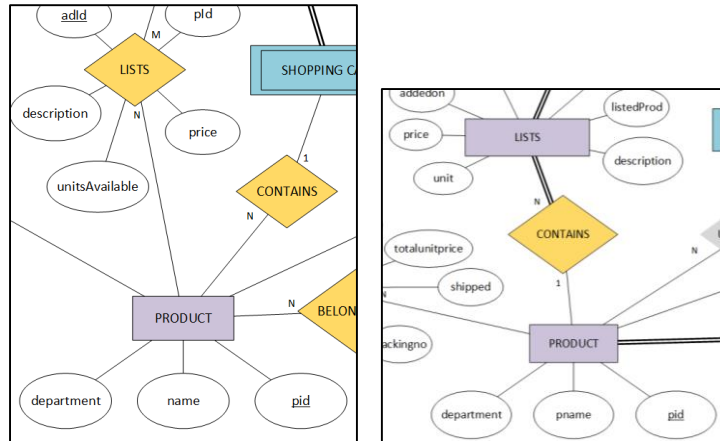 adId
pId
M
LISTS
SHOPPING CA
description
N
price
unitsAvailable
1
CONTAINS
N
PRODUCT
N
BELON
department
name
pid
addedon
listedProd
price
LISTS
unit
description
N
CONTAINS
totalunitprice
N
shipped
1
N
ackingno
PRODUCT
department
pname
pid